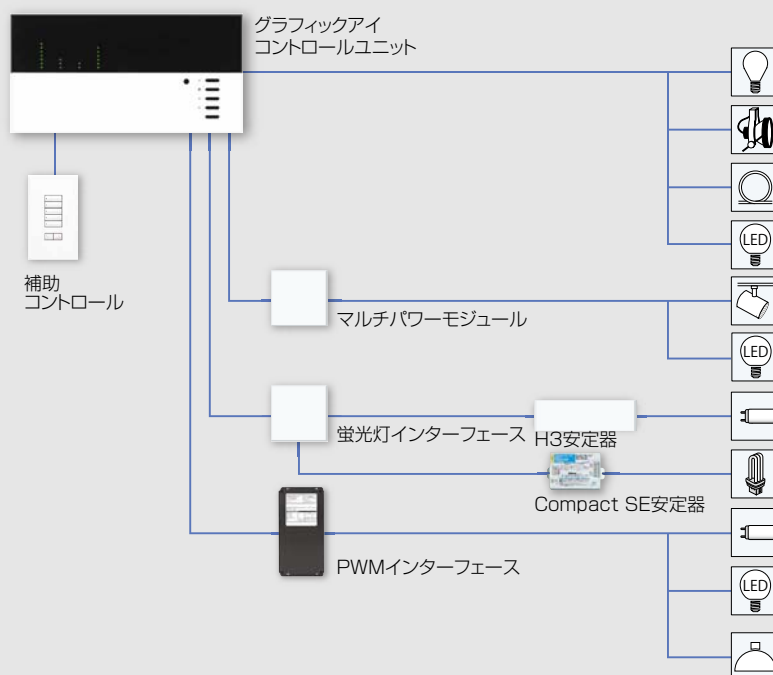 グラフィックアイ
コントロールユニット
補助
コントロール
LED
マルチパワーモジュール
LED
蛍光灯インターフェース
H3安定器
Compact SE安定器
PWMインターフェース
LED